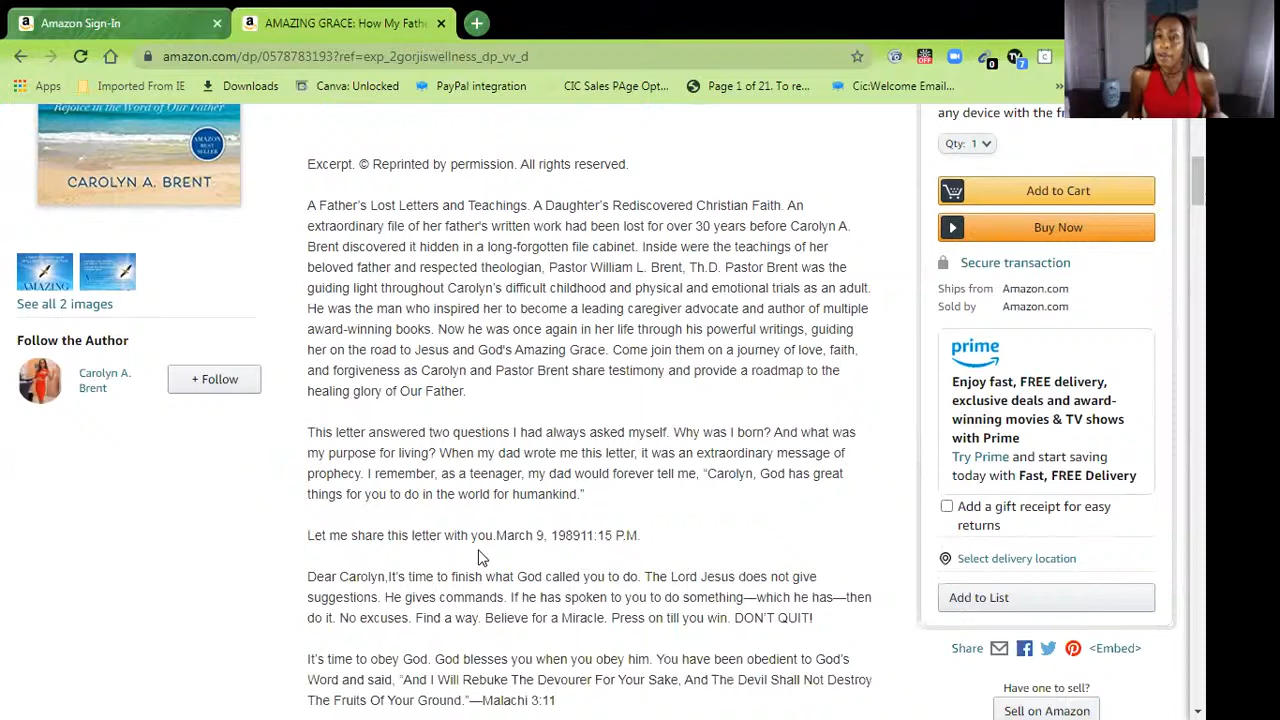 Amazon Sign-In
AMAZING GRACE: How My Fathe
amazon.com/dp/0578783193?ref=exp_2gorjiswellness_dp_vv_d
OFF
0
7
C
Apps
Imported From IE
Downloads
Canva: Unlocked
PayPal integration
CIC Sales PAge Opt...
Page 1 of 21. To re...
Cic:Welcome Email...
»
Rejoice in the Word of Our Father
AMAZON
BEST
SELLER
CAROLYN A. BRENT
AMAZING
See all 2 images
Follow the Author
Carolyn A.
Brent
+ Follow
Excerpt. © Reprinted by permission. All rights reserved.
A Father's Lost Letters and Teachings. A Daughter's Rediscovered Christian Faith. An
extraordinary file of her father's written work had been lost for over 30 years before Carolyn A.
Brent discovered it hidden in a long-forgotten file cabinet. Inside were the teachings of her
beloved father and respected theologian, Pastor William L. Brent, Th.D. Pastor Brent was the
guiding light throughout Carolyn's difficult childhood and physical and emotional trials as an adult.
He was the man who inspired her to become a leading caregiver advocate and author of multiple
award-winning books. Now he was once again in her life through his powerful writings, guiding
her on the road to Jesus and God's Amazing Grace. Come join them on a journey of love, faith,
and forgiveness as Carolyn and Pastor Brent share testimony and provide a roadmap to the
healing glory of Our Father.
This letter answered two questions I had always asked myself. Why was I born? And what was
my purpose for living? When my dad wrote me this letter, it was an extraordinary message of
prophecy. I remember, as a teenager, my dad would forever tell me, “Carolyn, God has great
things for you to do in the world for humankind.”
Let me share this letter with you.March 9, 198911:15 P.M.
Dear Carolyn,It's time to finish what God called you to do. The Lord Jesus does not give
suggestions. He gives commands. If he has spoken to you to do something—which he has—then
do it. No excuses. Find a way. Believe for a Miracle. Press on till you win. DON'T QUIT!
It's time to obey God. God blesses you when you obey him. You have been obedient to God's
Word and said, “And I Will Rebuke The Devourer For Your Sake, And The Devil Shall Not Destroy
The Fruits Of Your Ground.”—Malachi 3:11
any device with the
Qty: 1
Add to Cart
Buy Now
Secure transaction
Ships from Amazon.com
Sold by Amazon.com
prime
Enjoy fast, FREE delivery,
exclusive deals and award-
winning movies & TV shows
with Prime
Try Prime and start saving
today with Fast, FREE Delivery
Add a gift receipt for easy
returns
Select delivery location
Add to List
Share <Embed>
Have one to sell?
Sell on Amazon